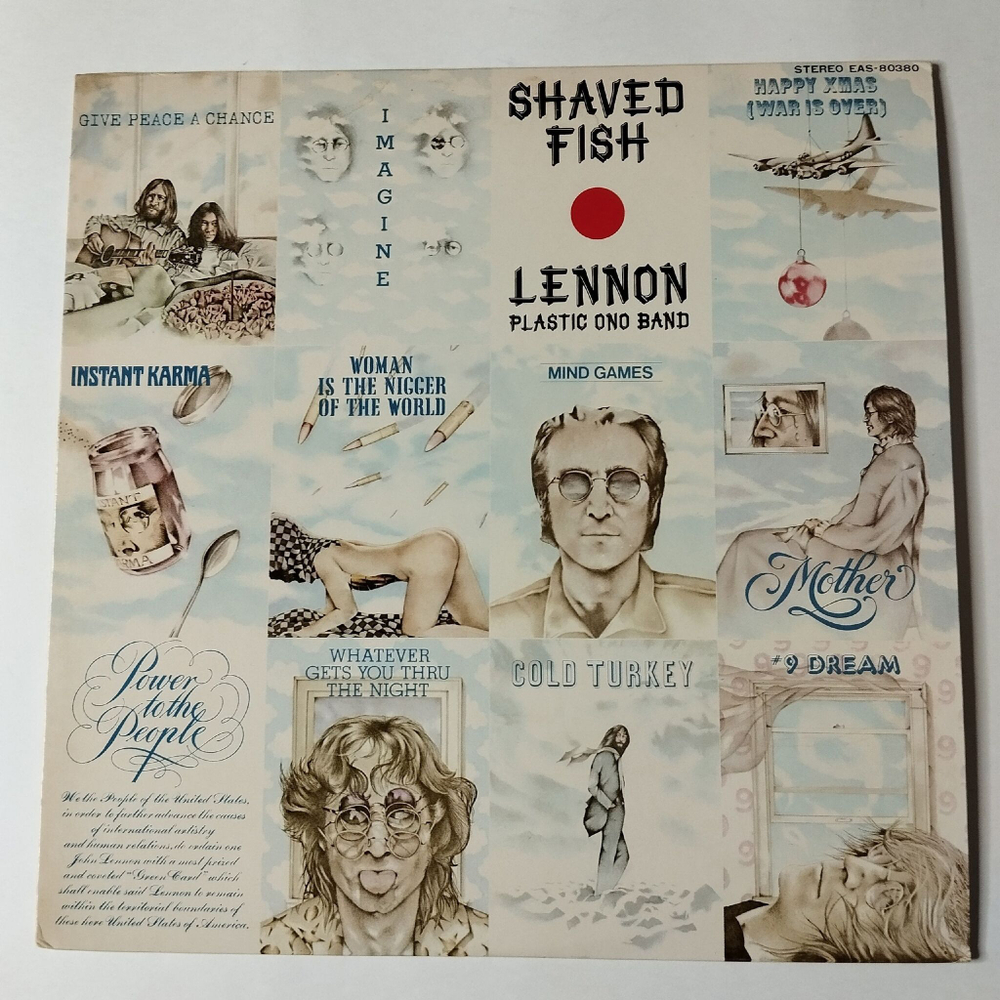 STEREO EAS-80380
GIVE PEACE A CHANCE
IMAGINE
SHAVED
FISH
LENNON
PLASTIC ONO BAND
HAPPY XMAS
(WAR IS OVER)
INSTANT KARMA
WOMAN
IS THE NIGGER
OF THE WORLD
MIND GAMES
Mother
Power
to the
People
We the People of the United States,
in order to further advance the causes
of international artistry
and human relations, do ordain one
John Lennon with a most prized
and coveted "Green Card" which
shall enable said Lennon to remain
within the territorial boundaries of
these here United States of America.
WHATEVER
GETS YOU THRU
THE NIGHT
COLD TURKEY
#9 DREAM